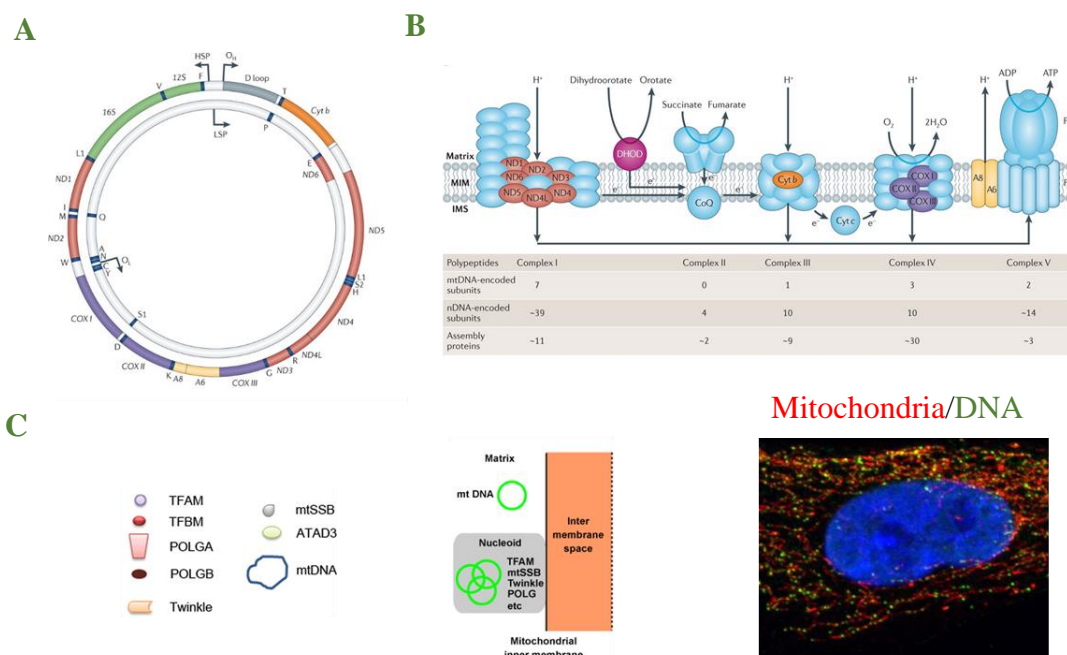 A
HSP
OH
D loop
T
Cyt b
F
12S
V
16S
LSP
P
E
ND6
L1
ND1
I
M
Q
ND2
A
N
C
Y
OL
W
S1
COX I
D
COX II
K
A8
A6
COX III
G
ND3
R
ND4L
ND4
H
S2
L1
ND5
B
H+
Dihydroorotate
Orotate
Succinate
Fumarate
H+
H+
H+
ADP
ATP
O2
2H2O
DHOD
Matrix
MIM
IMS
ND1
ND2
ND6
ND3
ND5
ND4L
ND4
e-
e-
e-
e-
CoQ
e-
Cyt b
e-
Cyt c
e-
COX I
COX II
COX III
A8
A6
F
F
Polypeptides Complex I Complex II Complex III Complex IV Complex V
mtDNA-encoded subunits 7 0 1 3 2
nDNA-encoded subunits ~39 4 10 10 ~14
Assembly proteins ~11 ~2 ~9 ~30 ~3
C
TFAM
TFBM
POLGA
POLGB
Twinkle
mtSSB
ATAD3
mtDNA
Matrix
mt DNA
Nucleoid
TFAM
mtSSB
Twinkle
POLG
etc
Inter
membrane
space
Mitochondrial
inner membrane
Mitochondria/DNA